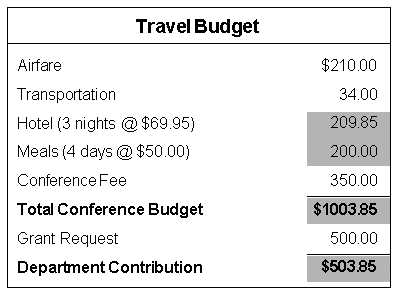 Travel Budget
Airfare $210.00
Transportation 34.00
Hotel (3 nights @ $69.95) 209.85
Meals (4 days @ $50.00) 200.00
Conference Fee 350.00
Total Conference Budget $1003.85
Grant Request 500.00
Department Contribution $503.85